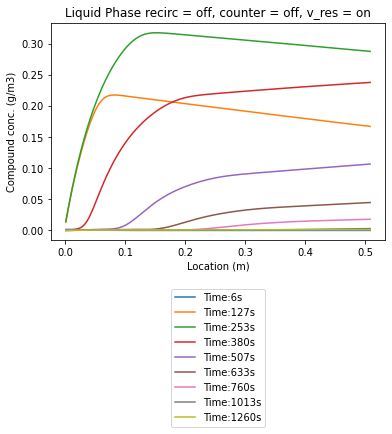 Liquid Phase recirc = off, counter = off, v_res = on
Compound conc. (g/m3)
0.30
0.25
0.20
0.15
0.10
0.05
0.00
0.0 0.1 0.2 0.3 0.4 0.5
Location (m)
Time:6s
Time:127s
Time:253s
Time:380s
Time:507s
Time:633s
Time:760s
Time:1013s
Time:1260s